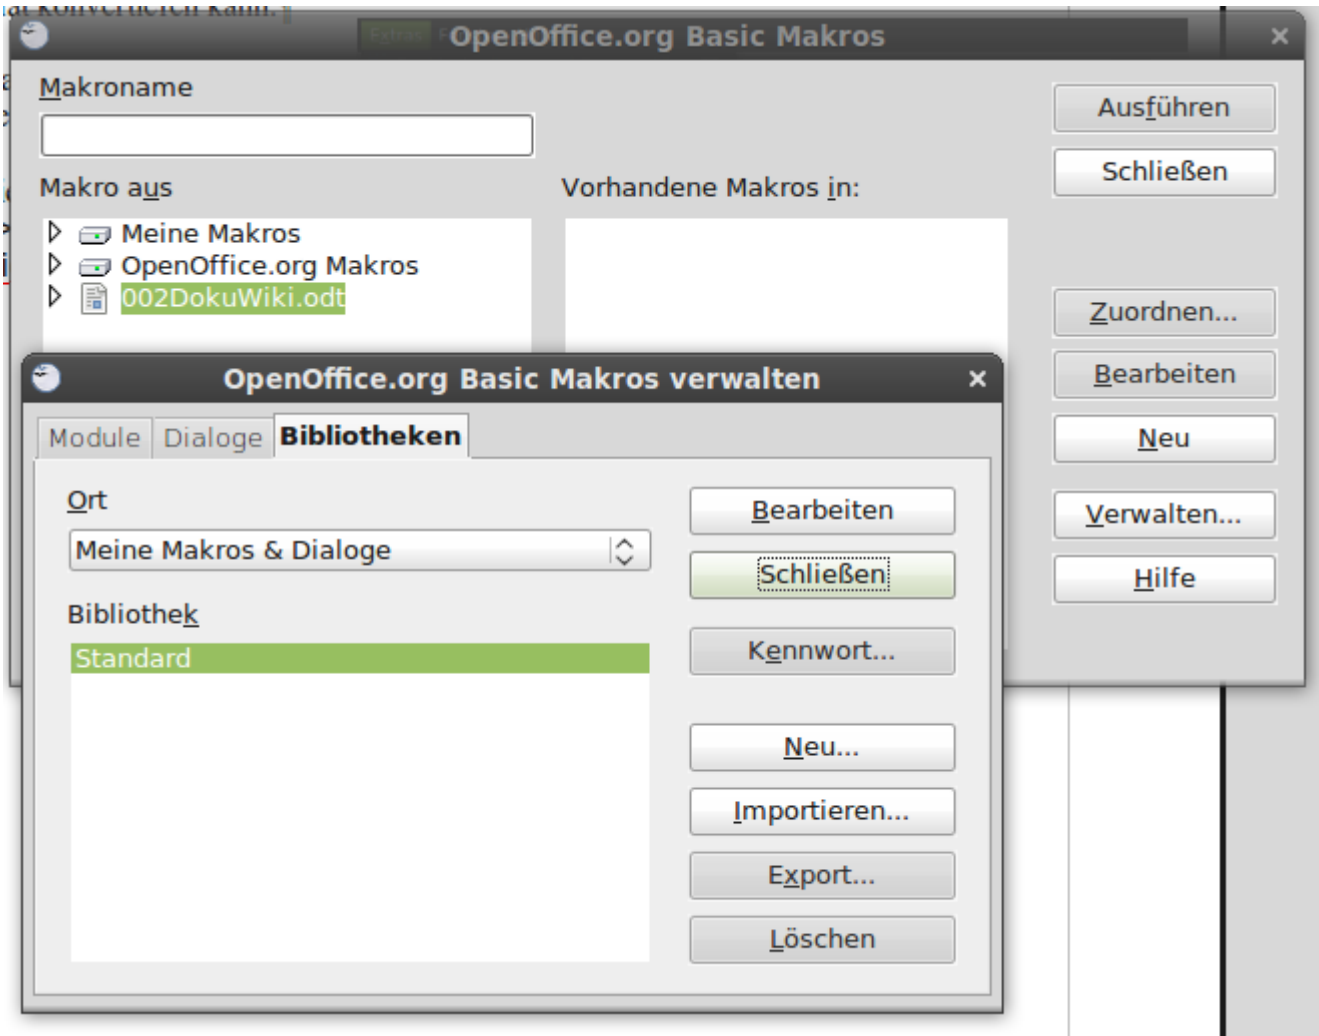 konvertieren kann.
OpenOffice.org Basic Makros
Makroname
Ausführen
Schließen
Makro aus
Vorhandene Makros in:
Meine Makros
OpenOffice.org Makros
002DokuWiki.odt
Zuordnen...
Bearbeiten
Neu
Verwalten...
Hilfe
OpenOffice.org Basic Makros verwalten
Module Dialoge Bibliotheken
Ort
Meine Makros & Dialoge
Bibliothek
Standard
Bearbeiten
Schließen
Kennwort...
Neu...
Importieren...
Export...
Löschen